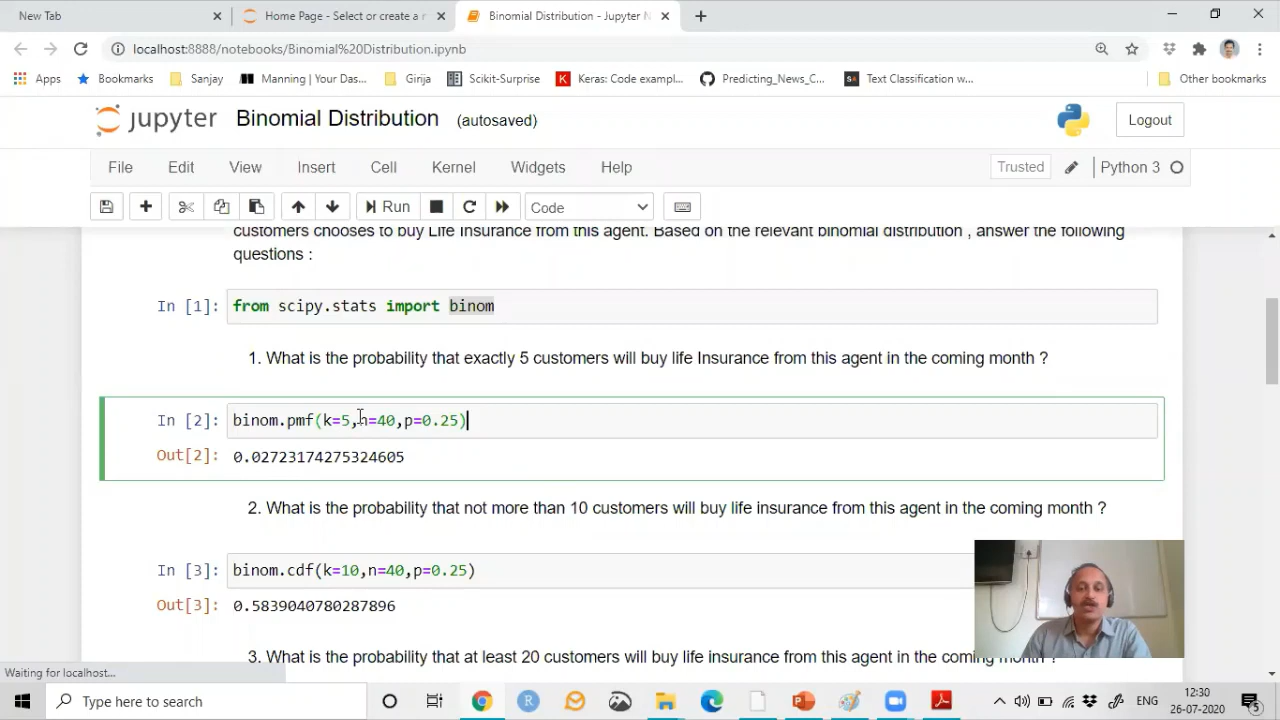 New Tab
Home Page - Select or create a n
Binomial Distribution - Jupyter N
localhost:8888/notebooks/Binomial%20Distribution.ipynb
Apps
Bookmarks
Sanjay
Manning | Your Das...
Girija
Scikit-Surprise
K
Keras: Code exampl...
Predicting_News_C...
SA
Text Classification w...
Other bookmarks
jupyter
Binomial Distribution
(autosaved)
Logout
File
Edit
View
Insert
Cell
Kernel
Widgets
Help
Trusted
Python 3
Run
Code
customers chooses to buy Life Insurance from this agent. Based on the relevant binomial distribution , answer the following
questions :
In [1]:
from scipy.stats import binom
1. What is the probability that exactly 5 customers will buy life Insurance from this agent in the coming month ?
In [2]:
binom.pmf(k=5,n=40,p=0.25)
Out[2]:
0.02723174275324605
2. What is the probability that not more than 10 customers will buy life insurance from this agent in the coming month ?
In [3]:
binom.cdf(k=10,n=40,p=0.25)
Out[3]:
0.5839040780287896
3. What is the probability that at least 20 customers will buy life insurance from this agent in the coming month ?
Waiting for localhost...
Type here to search
R
ENG
12:30
26-07-2020
5